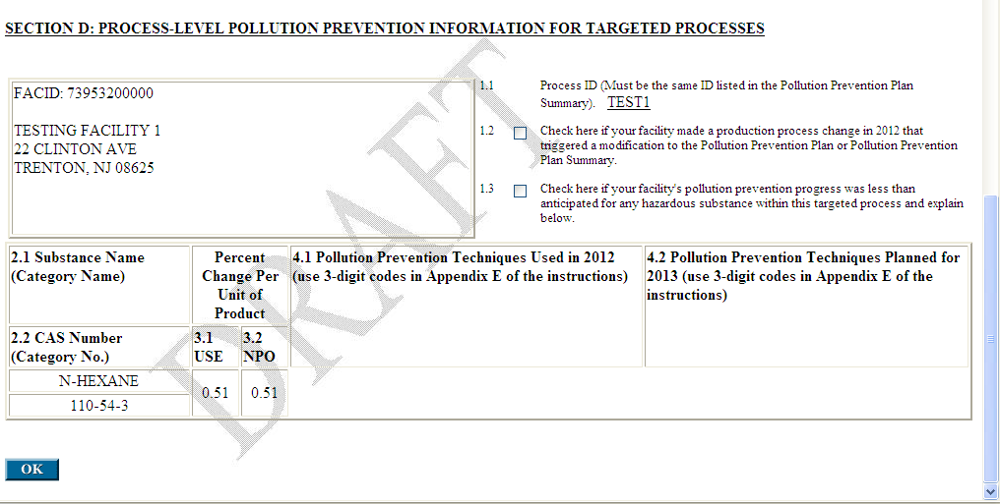 SECTION D: PROCESS-LEVEL POLLUTION PREVENTION INFORMATION FOR TARGETED PROCESSES
FACID: 73953200000
TESTING FACILITY 1
22 CLINTON AVE
TRENTON, NJ 08625
1.1 Process ID (Must be the same ID listed in the Pollution Prevention Plan
Summary). TEST1
1.2 Check here if your facility made a production process change in 2012 that
triggered a modification to the Pollution Prevention Plan or Pollution Prevention
Plan Summary.
1.3 Check here if your facility's pollution prevention progress was less than
anticipated for any hazardous substance within this targeted process and explain
below.
2.1 Substance Name
(Category Name)
Percent
Change Per
Unit of
Product
4.1 Pollution Prevention Techniques Used in 2012
(use 3-digit codes in Appendix E of the instructions)
4.2 Pollution Prevention Techniques Planned for
2013 (use 3-digit codes in Appendix E of the
instructions)
2.2 CAS Number
(Category No.)
3.1
USE
3.2
NPO
N-HEXANE
110-54-3
0.51
0.51
DRAFT
OK